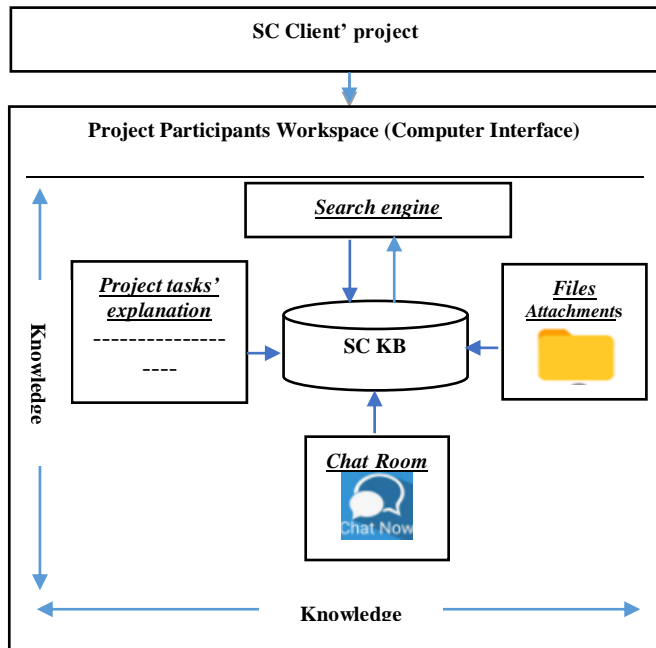 SC Client’ project
Project Participants Workspace (Computer Interface)
Search engine
Project tasks’
explanation
------------------
----
Files
Attachments
Knowledge
SC KB
Chat Room
Chat Now
Knowledge